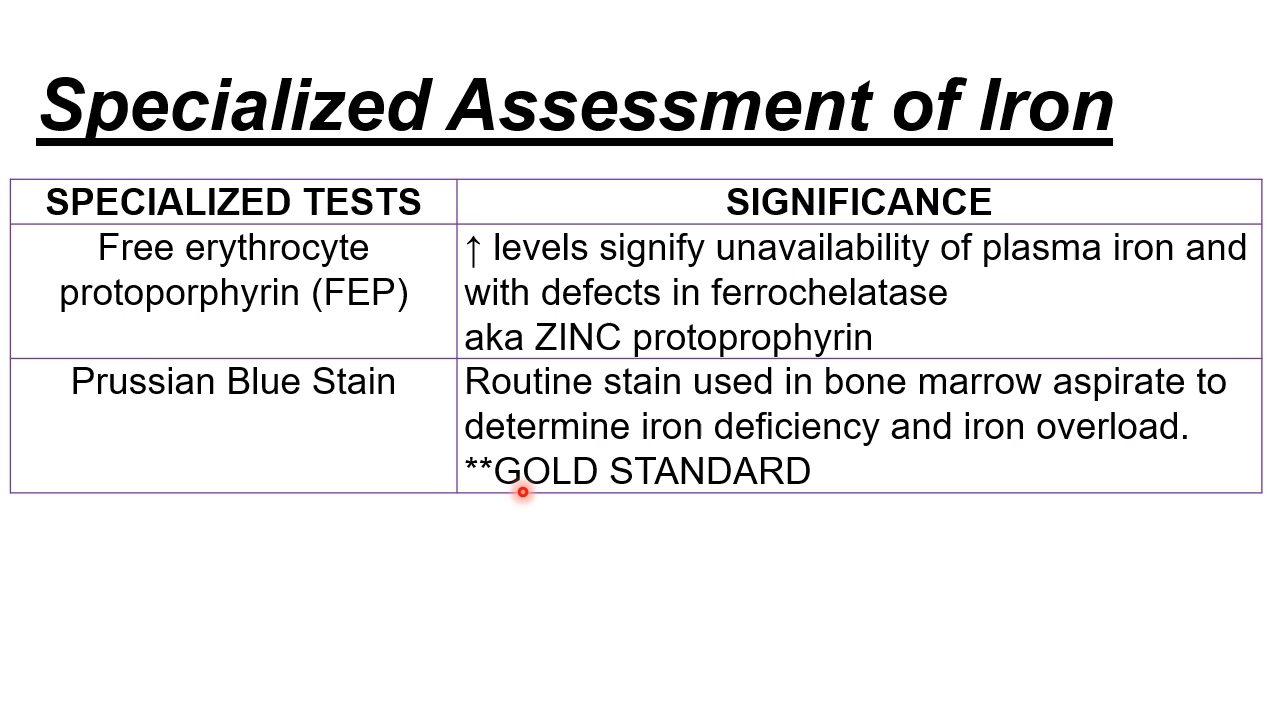 Specialized Assessment of Iron
SPECIALIZED TESTS
SIGNIFICANCE
Free erythrocyte
protoporphyrin (FEP)
↑ levels signify unavailability of plasma iron and
with defects in ferrochelatase
aka ZINC protoprophyrin
Prussian Blue Stain
Routine stain used in bone marrow aspirate to
determine iron deficiency and iron overload.
**GOLD STANDARD